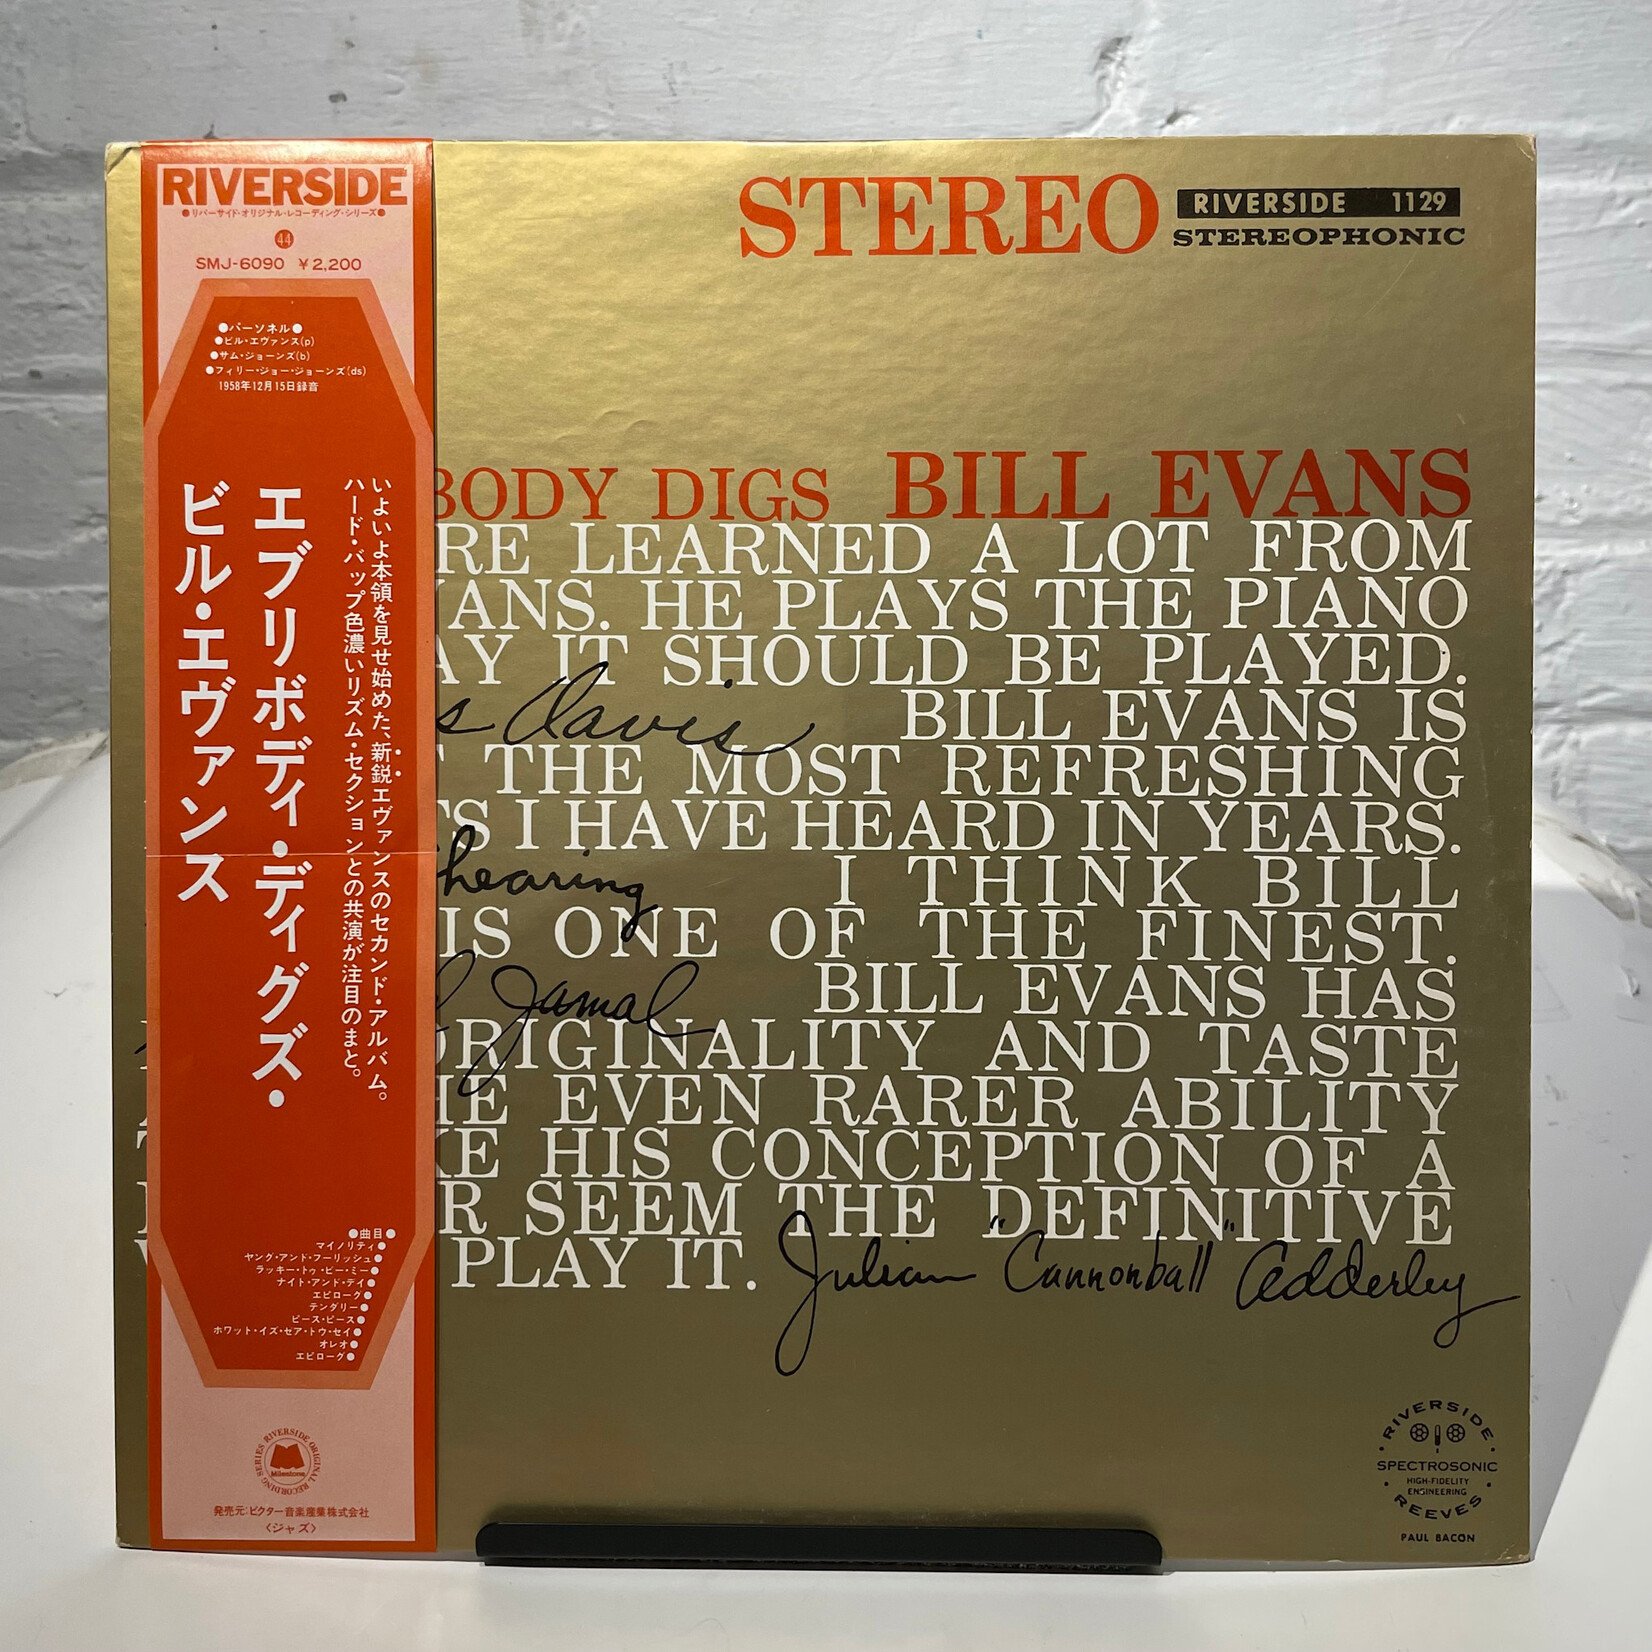 RIVERSIDE
●リバーサイド・オリジナル・レコーディング・シリーズ●
44
SMJ-6090 ¥2,200
●パーソネル●
●ビル・エヴァンス(p)
●サム・ジョーンズ(b)
●フィリー・ジョー・ジョーンズ(ds)
1958年12月15日録音
いよいよ本領を見せ始めた、新鋭エヴァンスのセカンド・アルバム。
ハード・バップ色濃いリズム・セクションとの共演が注目のまと。
エブリボディ・ディグズ・
ビル・エヴァンス
●曲目●
マイノリティ●
ヤング・アンド・フーリッシュ●
ラッキー・トゥ・ビー・ミー●
ナイト・アンド・デイ●
エピローグ●
テンダリー●
ピース・ピース●
ホワット・イズ・ゼア・トゥ・セイ●
オレオ●
エピローグ●
RIVERSIDE ORIGINAL RECORDING SERIES
Milestone
発売元:ビクター音楽産業株式会社
〈ジャズ〉
STEREO
RIVERSIDE 1129
STEREOPHONIC
BODY DIGS BILL EVANS
RE LEARNED A LOT FROM
ANS. HE PLAYS THE PIANO
AY IT SHOULD BE PLAYED.
s Davis BILL EVANS IS
THE MOST REFRESHING
TS I HAVE HEARD IN YEARS.
Shearing I THINK BILL
IS ONE OF THE FINEST.
Jamal BILL EVANS HAS
ORIGINALITY AND TASTE
HE EVEN RARER ABILITY
KE HIS CONCEPTION OF A
R SEEM THE DEFINITIVE
PLAY IT. Julian "Cannonball" Adderley
RIVERSIDE
SPECTROSONIC
HIGH-FIDELITY
ENGINEERING
REEVES
PAUL BACON